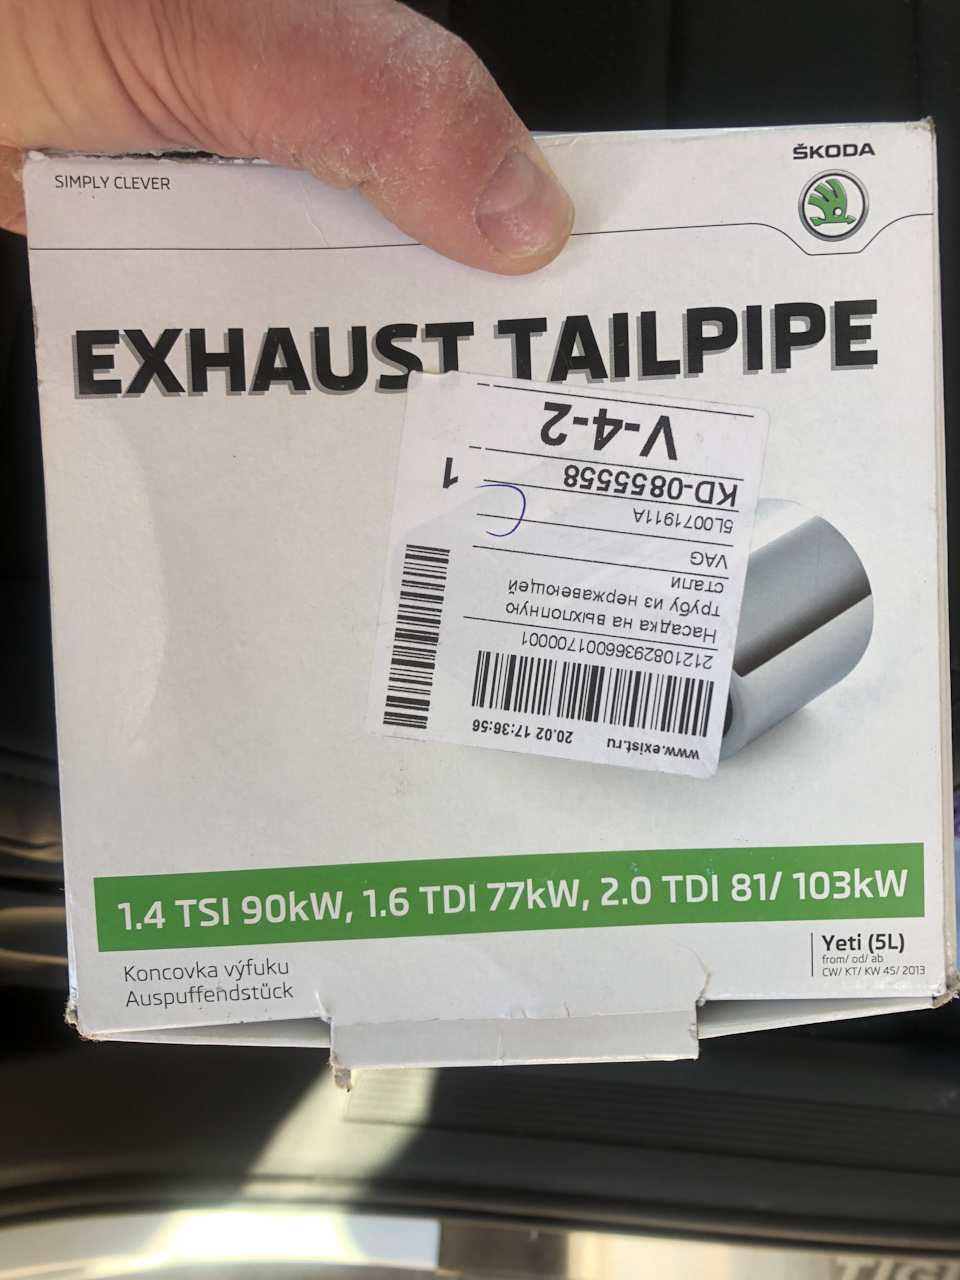 SIMPLY CLEVER
ŠKODA
EXHAUST TAILPIPE
V-4-2
KD-0855558
1
5L0071911A
VAG
Насадка на выхлопную
трубу из нержавеющей
стали
21210829366001700001
www.exist.ru 20.02 17:36:56
1.4 TSI 90kW, 1.6 TDI 77kW, 2.0 TDI 81/ 103kW
Koncovka výfuku
Auspuffendstück
Yeti (5L)
from/ od/ ab
CW/ KT/ KW 45/ 2013